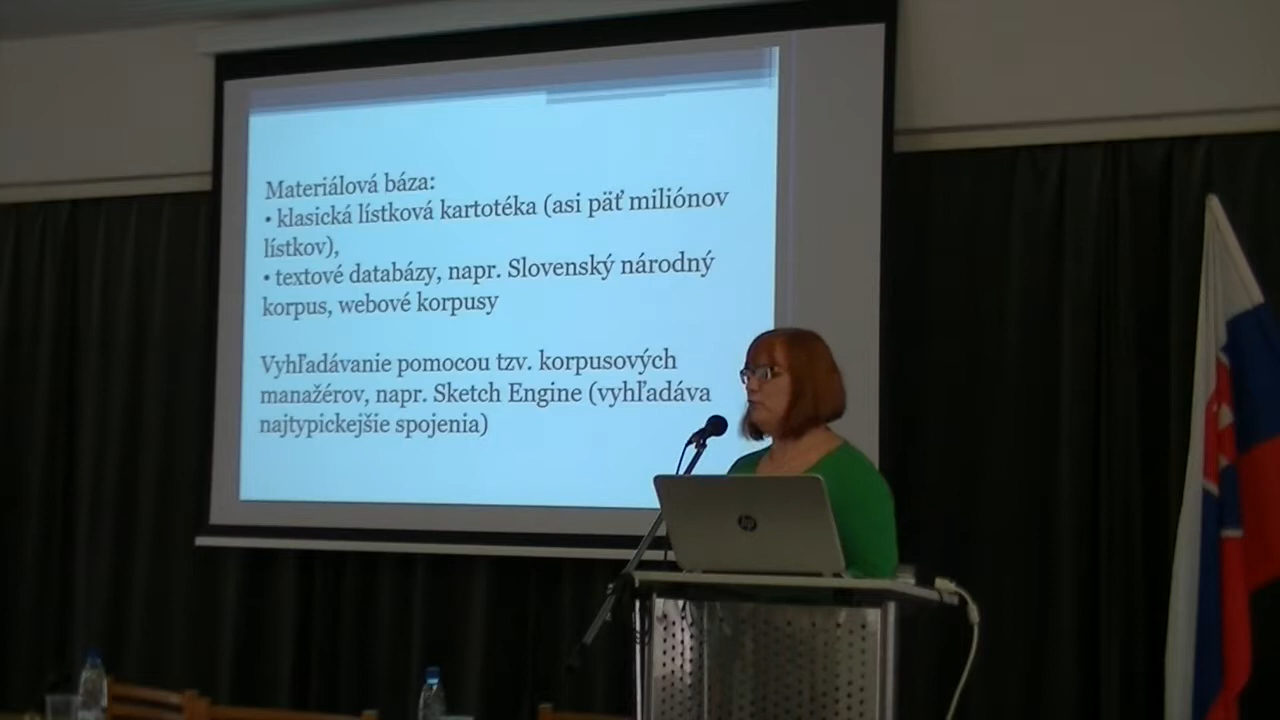 Materiálová báza:
• klasická lístková kartotéka (asi päť miliónov
lístkov),
• textové databázy, napr. Slovenský národný
korpus, webové korpusy
Vyhľadávanie pomocou tzv. korpusových
manažérov, napr. Sketch Engine (vyhľadáva
najtypickejšie spojenia)
hp